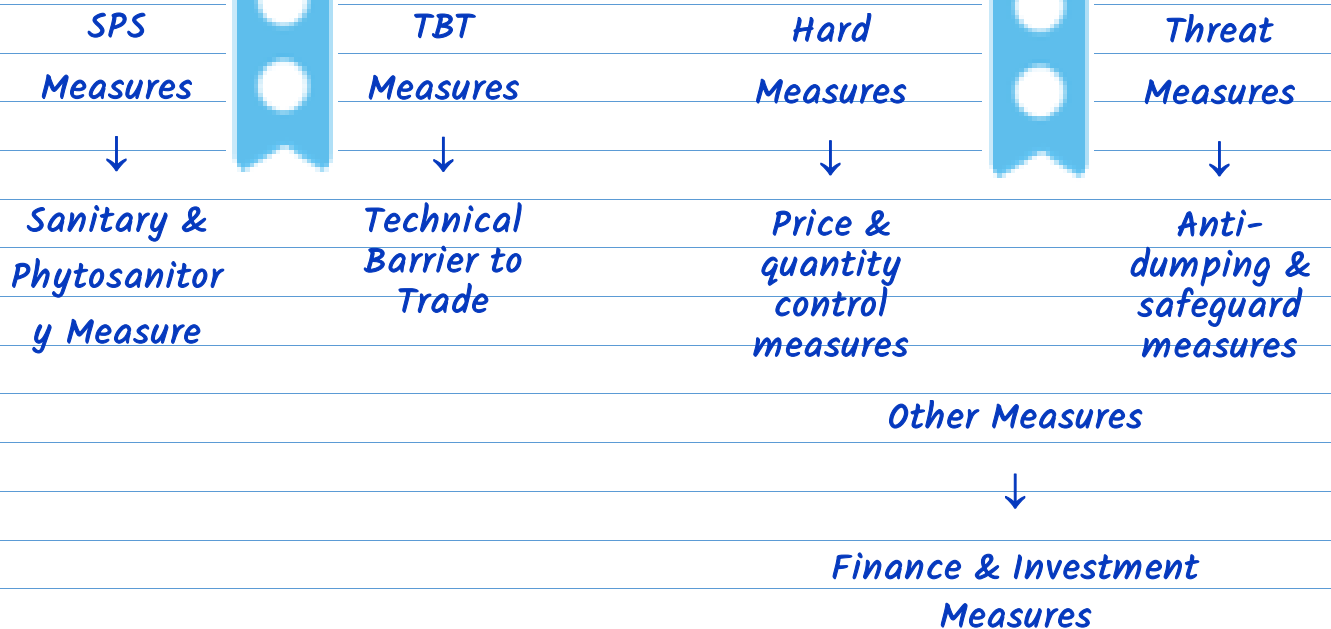 SPS
Measures
↓
Sanitary &
Phytosanitor
y Measure
TBT
Measures
↓
Technical
Barrier to
Trade
Hard
Measures
↓
Price &
quantity
control
measures
Threat
Measures
↓
Anti-
dumping &
safeguard
measures
Other Measures
↓
Finance & Investment
Measures